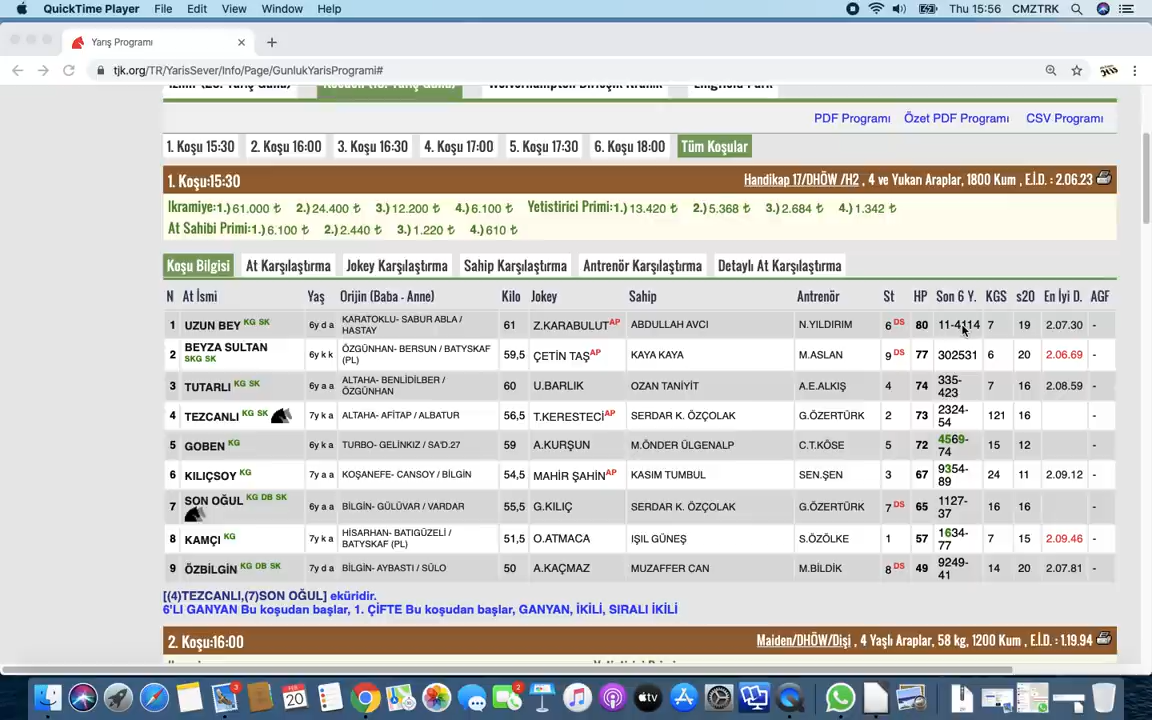 QuickTime Player File Edit View Window Help Thu 15:56 CMZTRK
Yarış Programı
tjk.org/TR/YarisSever/Info/Page/GunlukYarisProgrami#
PDF Programı Özet PDF Programı CSV Programı
1. Koşu 15:30 2. Koşu 16:00 3. Koşu 16:30 4. Koşu 17:00 5. Koşu 17:30 6. Koşu 18:00 Tüm Koşular
1. Koşu:15:30 Handikap 17/DHÖW /H2 , 4 ve Yukarı Araplar, 1800 Kum , E.İ.D. : 2.06.23
İkramiye:1.) 61.000 ₺ 2.) 24.400 ₺ 3.) 12.200 ₺ 4.) 6.100 ₺ Yetistirici Primi:1.) 13.420 ₺ 2.) 5.368 ₺ 3.) 2.684 ₺ 4.) 1.342 ₺
At Sahibi Primi:1.) 6.100 ₺ 2.) 2.440 ₺ 3.) 1.220 ₺ 4.) 610 ₺
Koşu Bilgisi At Karşılaştırma Jokey Karşılaştırma Sahip Karşılaştırma Antrenör Karşılaştırma Detaylı At Karşılaştırma
N At İsmi Yaş Orijin (Baba - Anne) Kilo Jokey Sahip Antrenör St HP Son 6 Y. KGS s20 En İyi D. AGF
1 UZUN BEY KG SK 6y d a KARATOKLU- SABUR ABLA / HASTAY 61 Z.KARABULUT AP ABDULLAH AVCI N.YILDIRIM 6 DS 80 11-4114 7 19 2.07.30 -
2 BEYZA SULTAN SKG SK 6y k k ÖZGÜNHAN- BERSUN / BATYSKAF (PL) 59,5 ÇETİN TAŞ AP KAYA KAYA M.ASLAN 9 DS 77 302531 6 20 2.06.69 -
3 TUTARLI KG SK 6y a a ALTAHA- BENLİDİLBER / ÖZGÜNHAN 60 U.BARLIK OZAN TANİYİT A.E.ALKIŞ 4 74 335-423 7 16 2.08.59 -
4 TEZCANLI KG SK 7y k a ALTAHA- AFİTAP / ALBATUR 56,5 T.KERESTECİ AP SERDAR K. ÖZÇOLAK G.ÖZERTÜRK 2 73 2324-54 121 16 -
5 GOBEN KG 6y k a TURBO- GELİNKIZ / SA'D.27 59 A.KURŞUN M.ÖNDER ÜLGENALP C.T.KÖSE 5 72 4569-74 15 12 -
6 KILIÇSOY KG 7y a a KOŞANEFE- CANSOY / BİLGİN 54,5 MAHİR ŞAHİN AP KASIM TUMBUL SEN.ŞEN 3 67 9354-89 24 11 2.09.12 -
7 SON OĞUL KG DB SK 6y a a BİLGİN- GÜLÜVAR / VARDAR 55,5 G.KILIÇ SERDAR K. ÖZÇOLAK G.ÖZERTÜRK 7 DS 65 1127-37 16 16 -
8 KAMÇI KG 7y k a HİSARHAN- BATIGÜZELİ / BATYSKAF (PL) 51,5 O.ATMACA IŞIL GÜNEŞ S.ÖZÖLKE 1 57 1634-77 7 15 2.09.46 -
9 ÖZBİLGİN KG DB SK 7y d a BİLGİN- AYBASTI / SÜLO 50 A.KAÇMAZ MUZAFFER CAN M.BİLDİK 8 DS 49 9249-41 14 20 2.07.81 -
[(4)TEZCANLI,(7)SON OĞUL] eküridir.
6'LI GANYAN Bu koşudan başlar, 1. ÇİFTE Bu koşudan başlar, GANYAN, İKİLİ, SIRALI İKİLİ
2. Koşu:16:00 Maiden/DHÖW/Dişi , 4 Yaşlı Araplar, 58 kg, 1200 Kum , E.İ.D. : 1.19.94